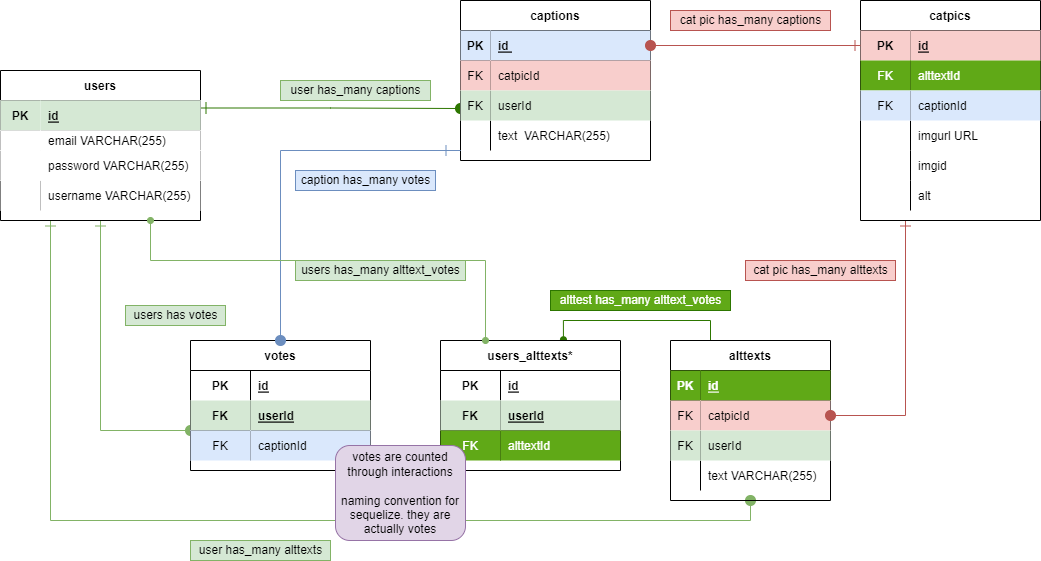 captions
PK id
FK catpicId
FK userId
text  VARCHAR(255)
cat pic has_many captions
catpics
PK id
FK alttextId
FK captionId
imgurl URL
imgid
alt
users
PK id
email VARCHAR(255)
password VARCHAR(255)
username VARCHAR(255)
user has_many captions
caption has_many votes
users has_many alttext_votes
cat pic has_many alttexts
alttest has_many alttext_votes
users has votes
votes
PK id
FK userId
FK captionId
users_alttexts*
PK id
FK userId
FK alttextId
alttexts
PK id
FK catpicId
FK userId
text VARCHAR(255)
votes are counted
through interactions
naming convention for
sequelize. they are
actually votes
user has_many alttexts